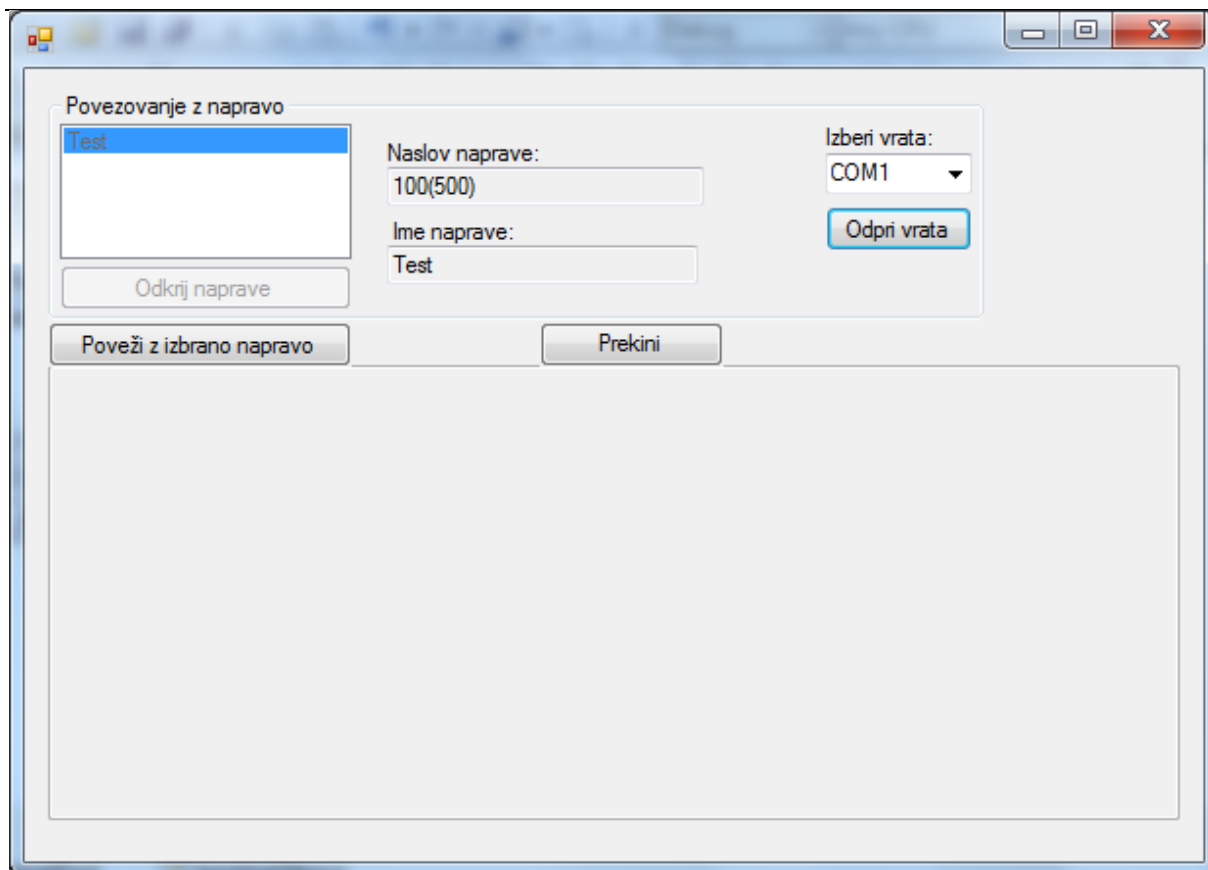 Povezovanje z napravo
Test
Odkrij naprave
Naslov naprave:
100(500)
Ime naprave:
Test
Izberi vrata:
COM1
Odpri vrata
Poveži z izbrano napravo
Prekini